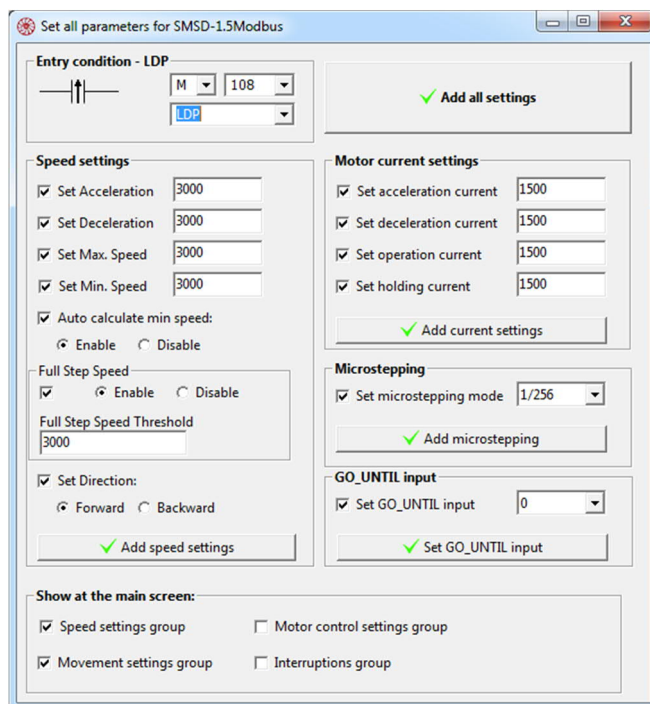 Set all parameters for SMSD-1.5Modbus
Entry condition - LDP
M
108
LDP
Add all settings
Speed settings
Set Acceleration
3000
Set Deceleration
3000
Set Max. Speed
3000
Set Min. Speed
3000
Auto calculate min speed:
Enable
Disable
Full Step Speed
Enable
Disable
Full Step Speed Threshold
3000
Set Direction:
Forward
Backward
Add speed settings
Motor current settings
Set acceleration current
1500
Set deceleration current
1500
Set operation current
1500
Set holding current
1500
Add current settings
Microstepping
Set microstepping mode
1/256
Add microstepping
GO_UNTIL input
Set GO_UNTIL input
0
Set GO_UNTIL input
Show at the main screen:
Speed settings group
Motor control settings group
Movement settings group
Interruptions group